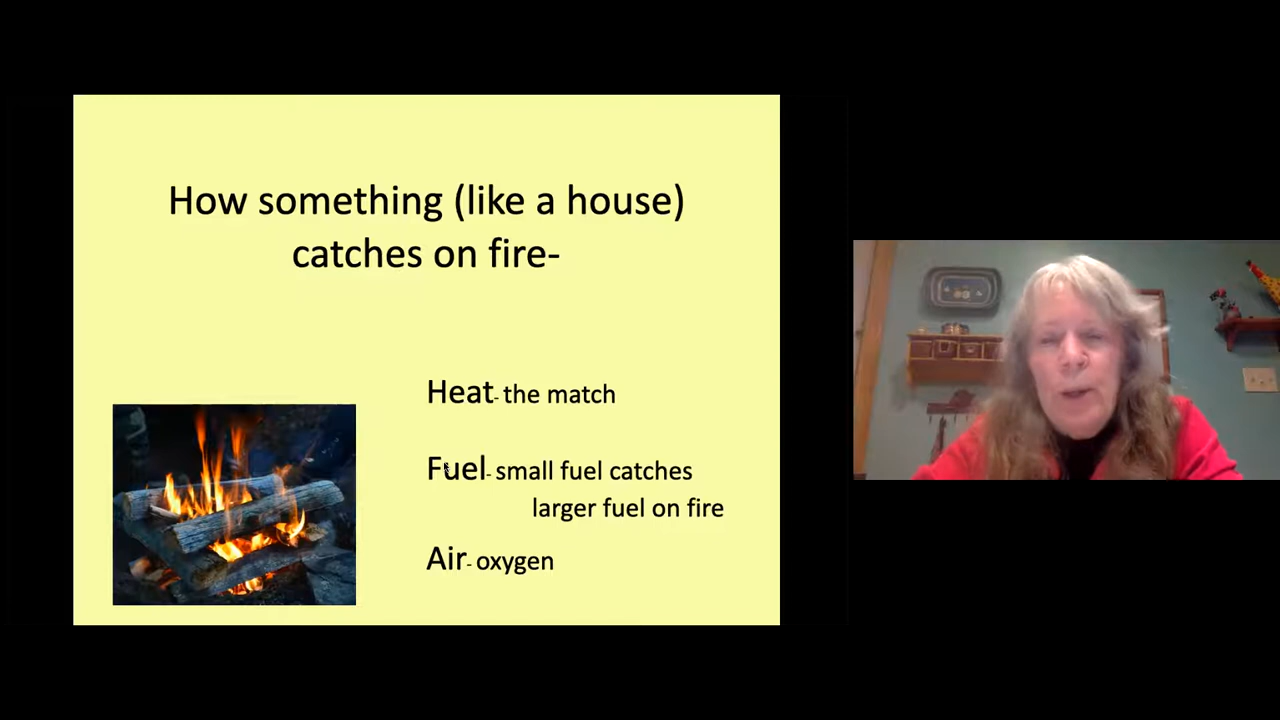 How something (like a house)
catches on fire-
Heat- the match
Fuel- small fuel catches
larger fuel on fire
Air- oxygen